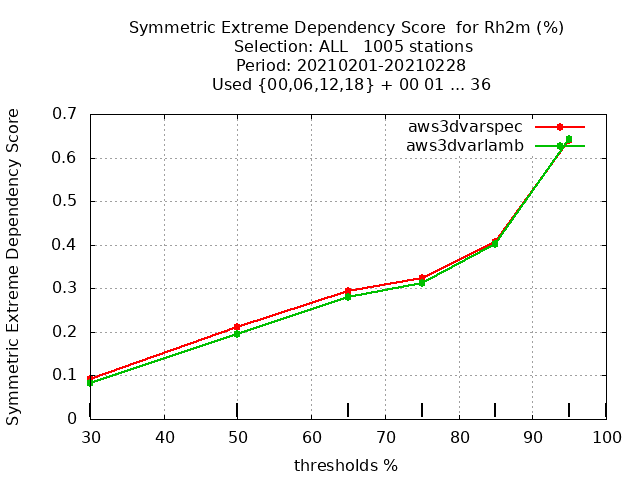 Symmetric Extreme Dependency Score  for Rh2m (%)
Selection: ALL   1005 stations
Period: 20210201-20210228
Used {00,06,12,18} + 00 01 ... 36
Symmetric Extreme Dependency Score
0.7
0.6
0.5
0.4
0.3
0.2
0.1
0
aws3dvarspec
aws3dvarlamb
30 40 50 60 70 80 90 100
thresholds %